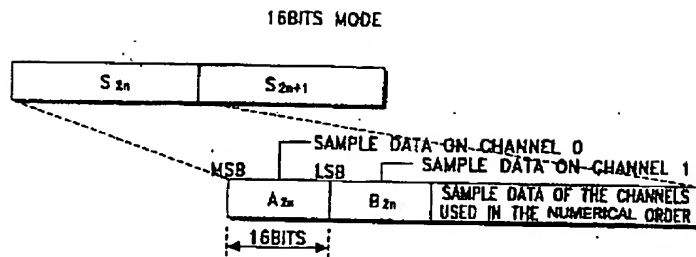 16BITS MODE
S2n S2n+1
SAMPLE DATA ON CHANNEL 0
SAMPLE DATA ON CHANNEL 1
MSB LSB
A2n B2n SAMPLE DATA OF THE CHANNELS
USED IN THE NUMERICAL ORDER
16BITS